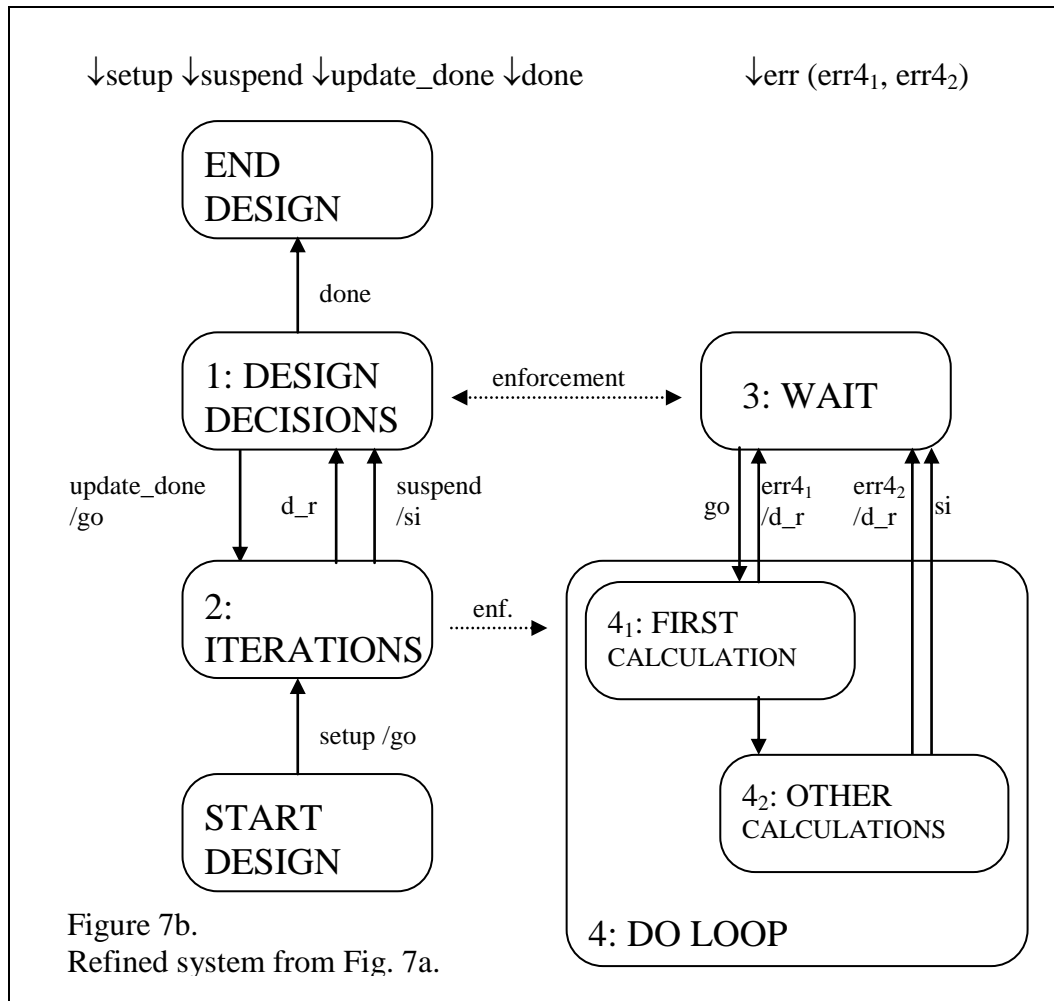 ↓setup ↓suspend ↓update_done ↓done ↓err (err4₁, err4₂)
END
DESIGN
done
1: DESIGN
DECISIONS
enforcement
3: WAIT
update_done
/go
d_r
suspend
/si
go
err4₁
/d_r
err4₂
/d_r
si
2:
ITERATIONS
enf.
4₁: FIRST
CALCULATION
setup /go
4₂: OTHER
CALCULATIONS
START
DESIGN
4: DO LOOP
Figure 7b.
Refined system from Fig. 7a.